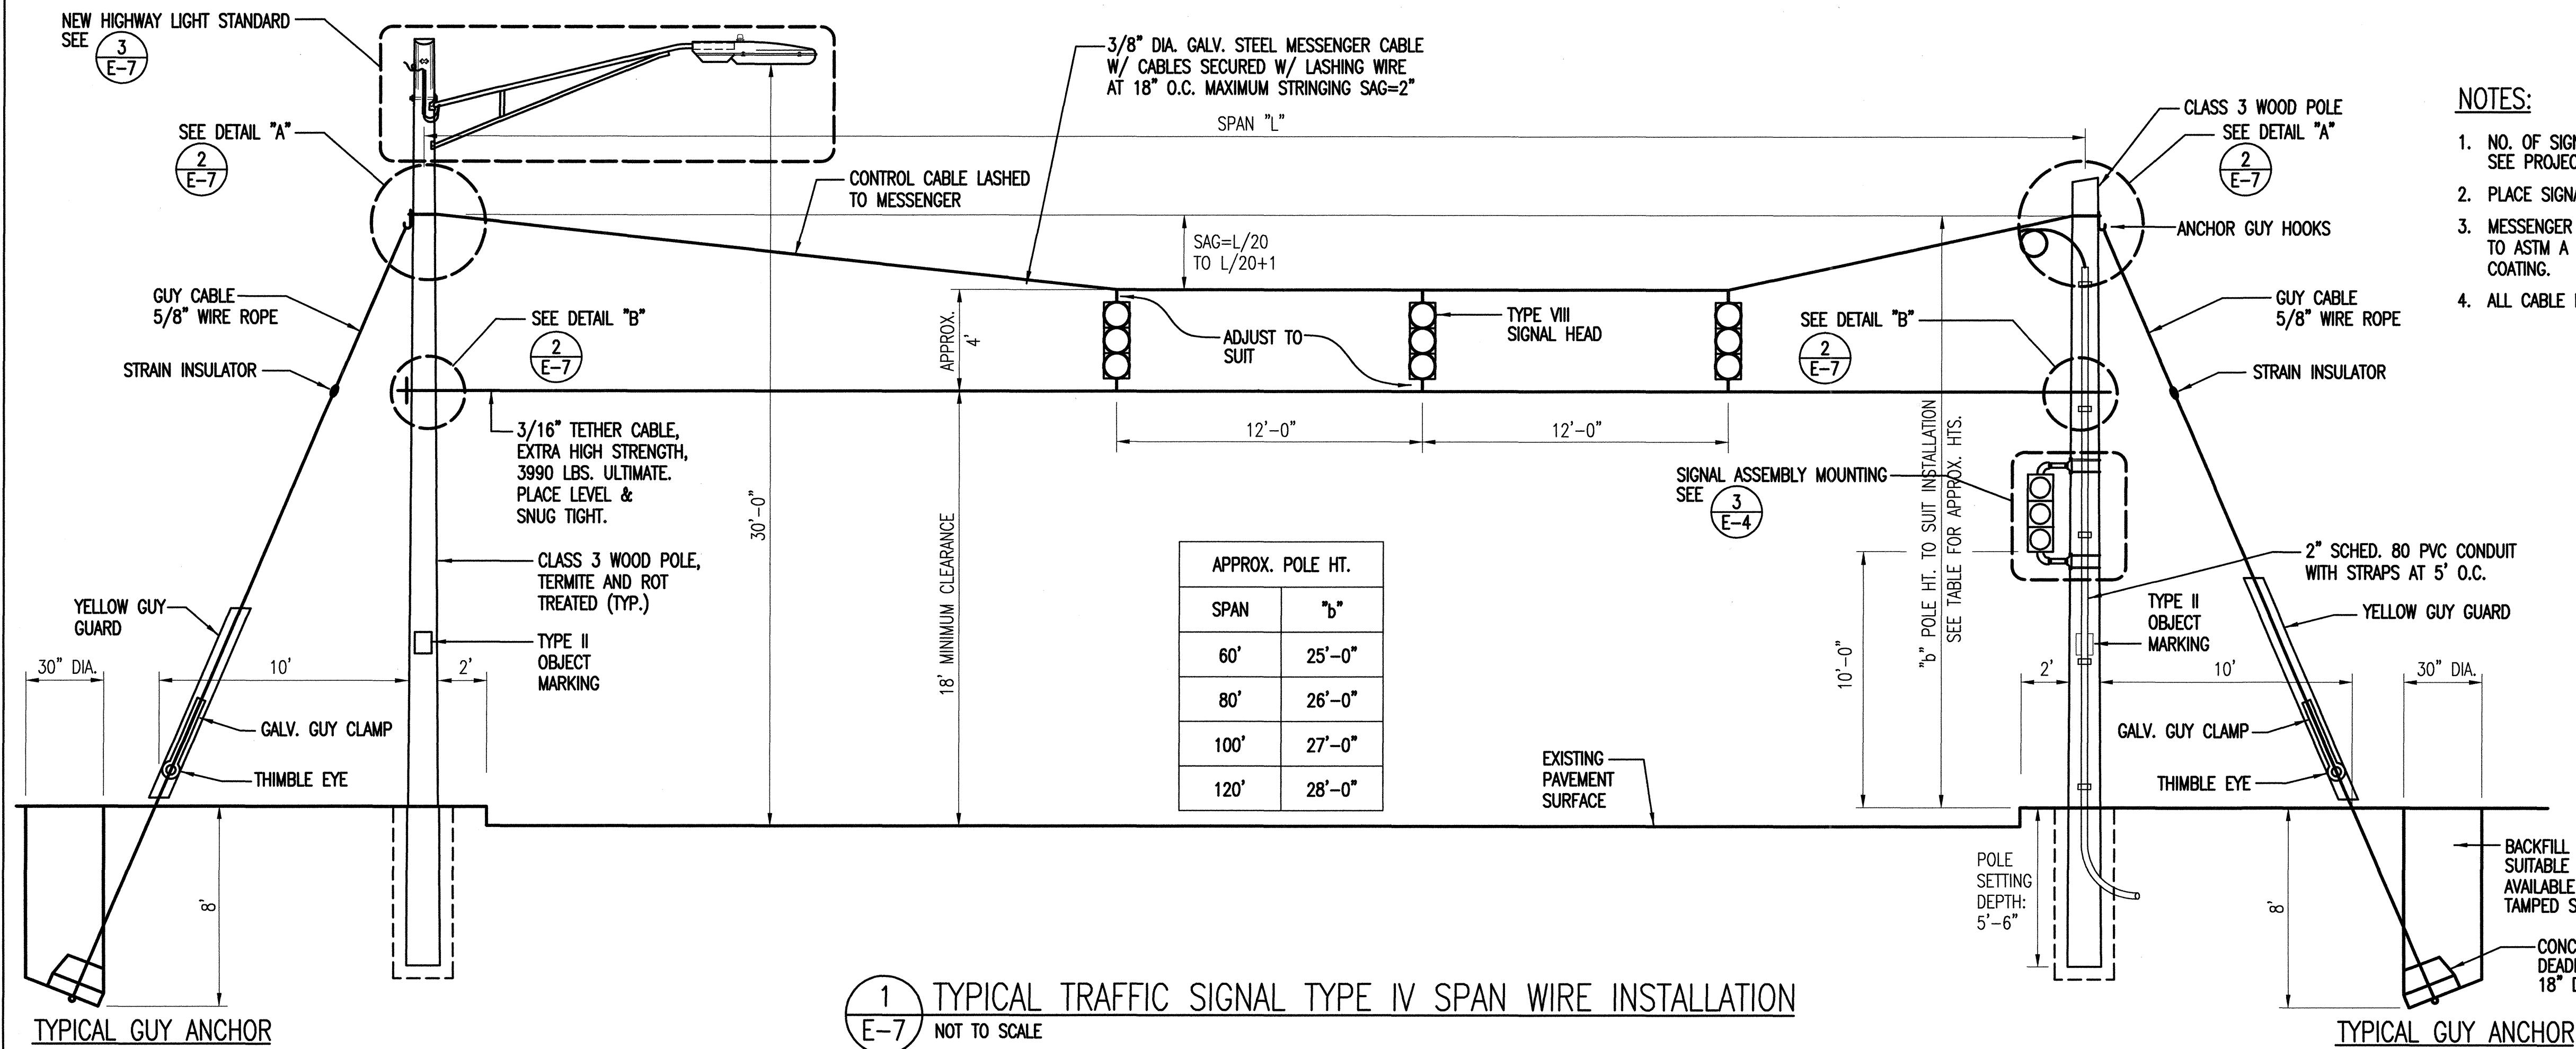 NEW HIGHWAY LIGHT STANDARD
SEE
3
E-7
SEE DETAIL "A"
2
E-7
3/8" DIA. GALV. STEEL MESSENGER CABLE
W/ CABLES SECURED W/ LASHING WIRE
AT 18" O.C. MAXIMUM STRINGING SAG=2"
SPAN "L"
CONTROL CABLE LASHED
TO MESSENGER
CLASS 3 WOOD POLE
SEE DETAIL "A"
2
E-7
ANCHOR GUY HOOKS
NOTES:
1. NO. OF SIGN
SEE PROJEC
2. PLACE SIGNA
3. MESSENGER
TO ASTM A
COATING.
4. ALL CABLE
SAG=L/20
TO L/20+1
GUY CABLE
5/8" WIRE ROPE
STRAIN INSULATOR
SEE DETAIL "B"
2
E-7
APPROX.
4'
ADJUST TO
SUIT
TYPE VIII
SIGNAL HEAD
SEE DETAIL "B"
2
E-7
GUY CABLE
5/8" WIRE ROPE
STRAIN INSULATOR
3/16" TETHER CABLE,
EXTRA HIGH STRENGTH,
3990 LBS. ULTIMATE.
PLACE LEVEL &
SNUG TIGHT.
12'-0"
12'-0"
30'-0"
18' MINIMUM CLEARANCE
SIGNAL ASSEMBLY MOUNTING
SEE
3
E-4
"b" POLE HT. TO SUIT INSTALLATION
SEE TABLE FOR APPROX. HTS.
CLASS 3 WOOD POLE,
TERMITE AND ROT
TREATED (TYP.)
TYPE II
OBJECT
MARKING
YELLOW GUY
GUARD
30" DIA.
10'
2'
GALV. GUY CLAMP
THIMBLE EYE
APPROX. POLE HT.
SPAN "b"
60' 25'-0"
80' 26'-0"
100' 27'-0"
120' 28'-0"
EXISTING
PAVEMENT
SURFACE
10'-0"
2" SCHED. 80 PVC CONDUIT
WITH STRAPS AT 5' O.C.
TYPE II
OBJECT
MARKING
YELLOW GUY GUARD
2'
10'
30" DIA.
GALV. GUY CLAMP
THIMBLE EYE
8'
POLE
SETTING
DEPTH:
5'-6"
8'
BACKFILL
SUITABLE
AVAILABLE
TAMPED S
CONC
DEAD
18" D
TYPICAL GUY ANCHOR
1
E-7
TYPICAL TRAFFIC SIGNAL TYPE IV SPAN WIRE INSTALLATION
NOT TO SCALE
TYPICAL GUY ANCHOR